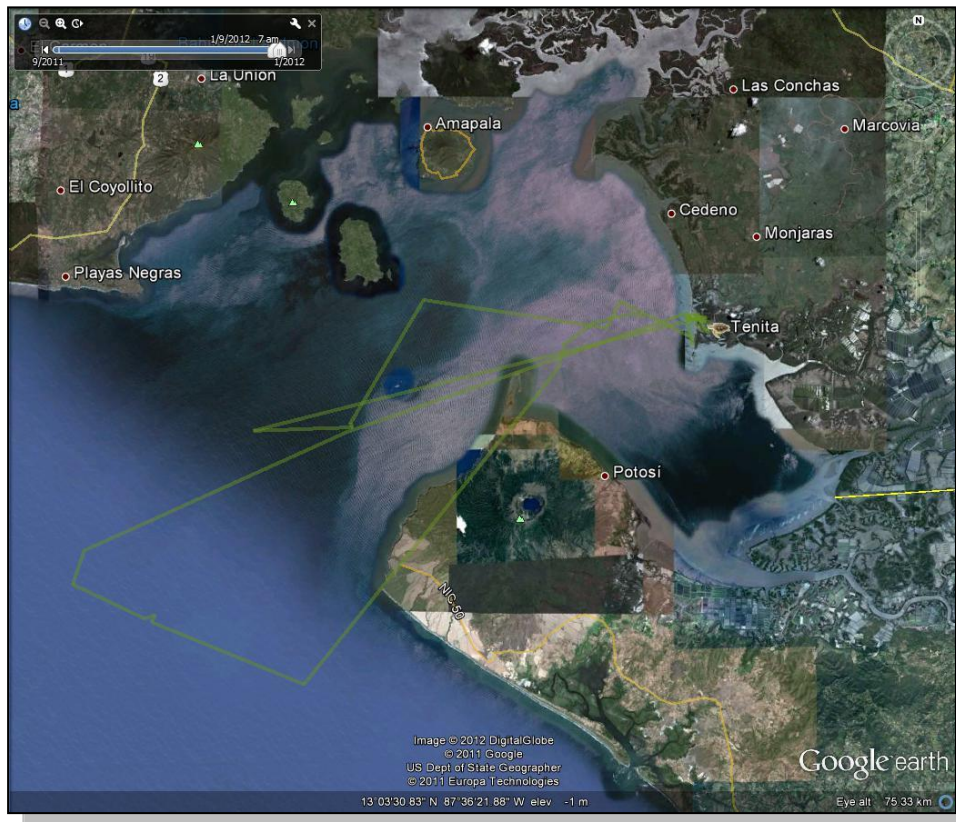 1/9/2012 7 am
9/2011
1/2012
2
La Union
Las Conchas
Amapala
Marcovia
El Coyollito
Cedeno
Monjaras
Playas Negras
Tenita
Potosí
NIC-50
Image © 2012 DigitalGlobe
© 2011 Google
US Dept of State Geographer
© 2011 Europa Technologies
Google earth
13°03'30.83" N 87°36'21.88" W elev -1 m
Eye alt 75.33 km
N